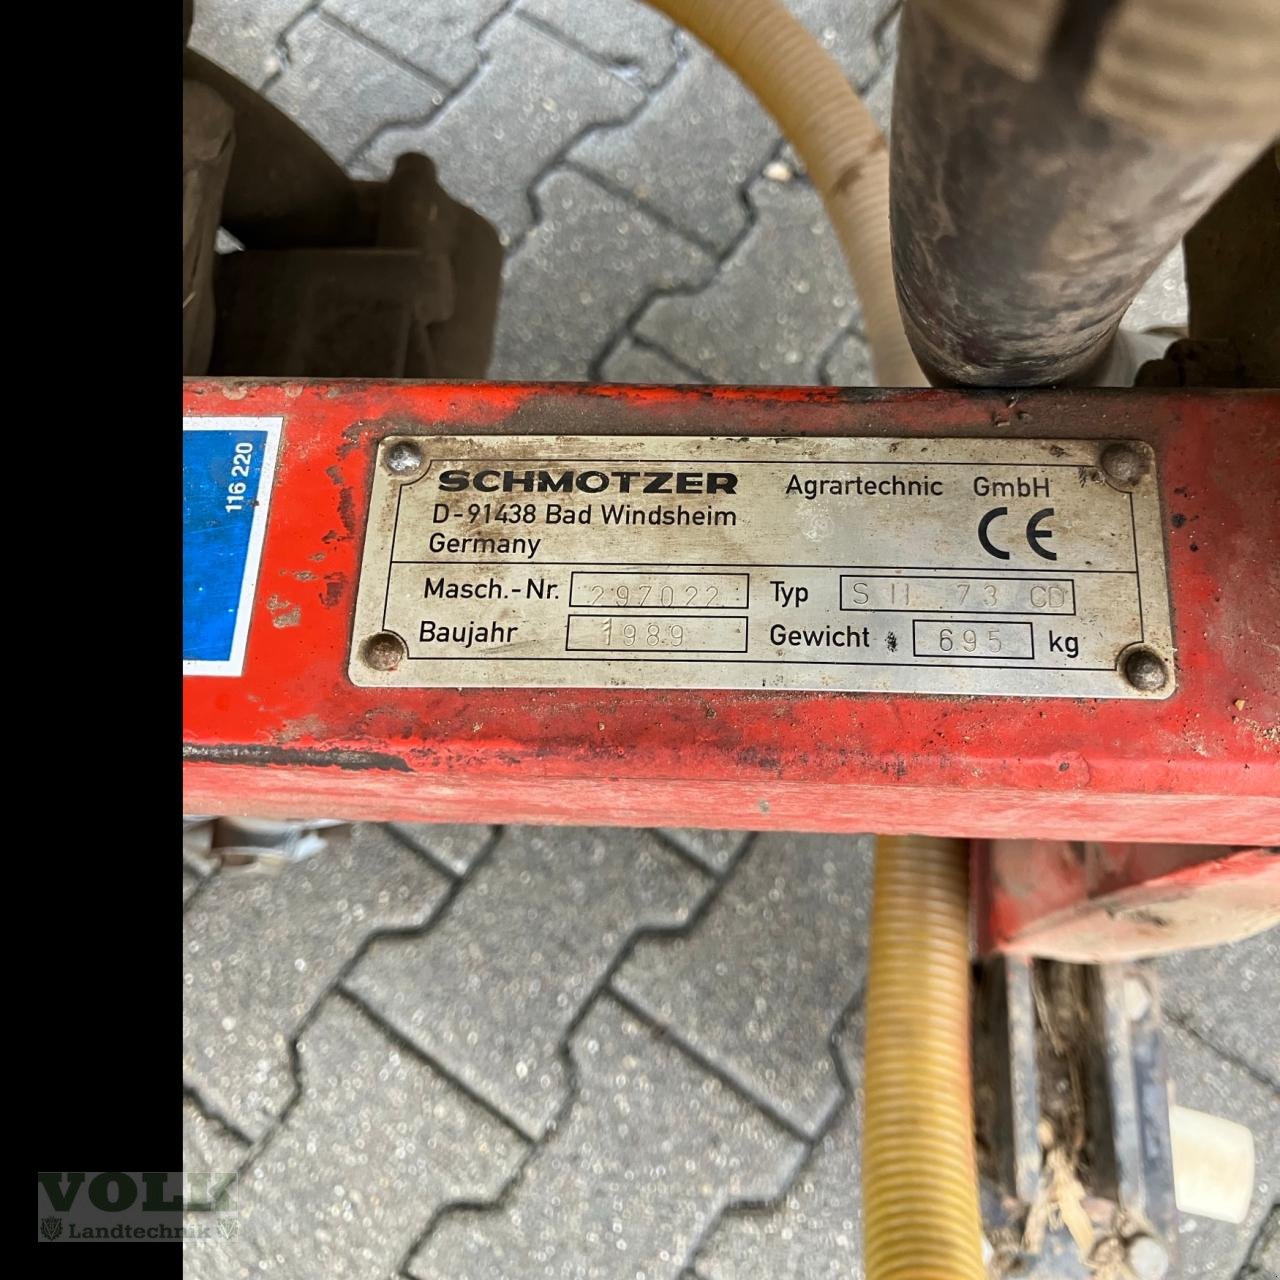 116 220
SCHMOTZER Agrartechnic GmbH
D-91438 Bad Windsheim
Germany
CE
Masch.-Nr. 297022 Typ S II 73 CD
Baujahr 1989 Gewicht 695 kg
VOLK
Landtechnik